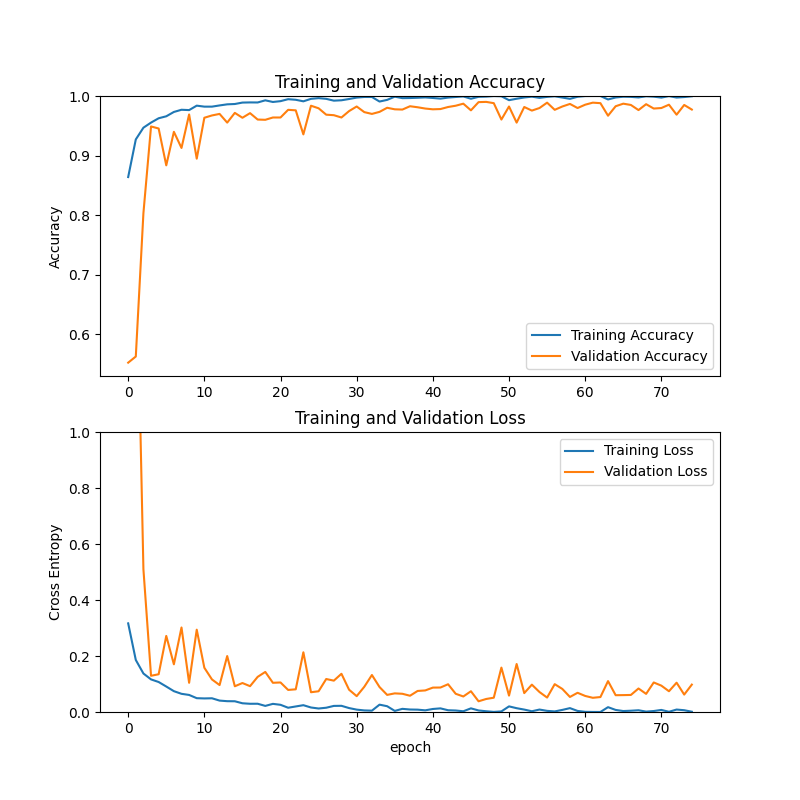 Training and Validation Accuracy
1.0
0.9
0.8
0.7
0.6
Accuracy
Training Accuracy
Validation Accuracy
0 10 20 30 40 50 60 70
Training and Validation Loss
1.0
0.8
0.6
0.4
0.2
0.0
Cross Entropy
Training Loss
Validation Loss
0 10 20 30 40 50 60 70
epoch